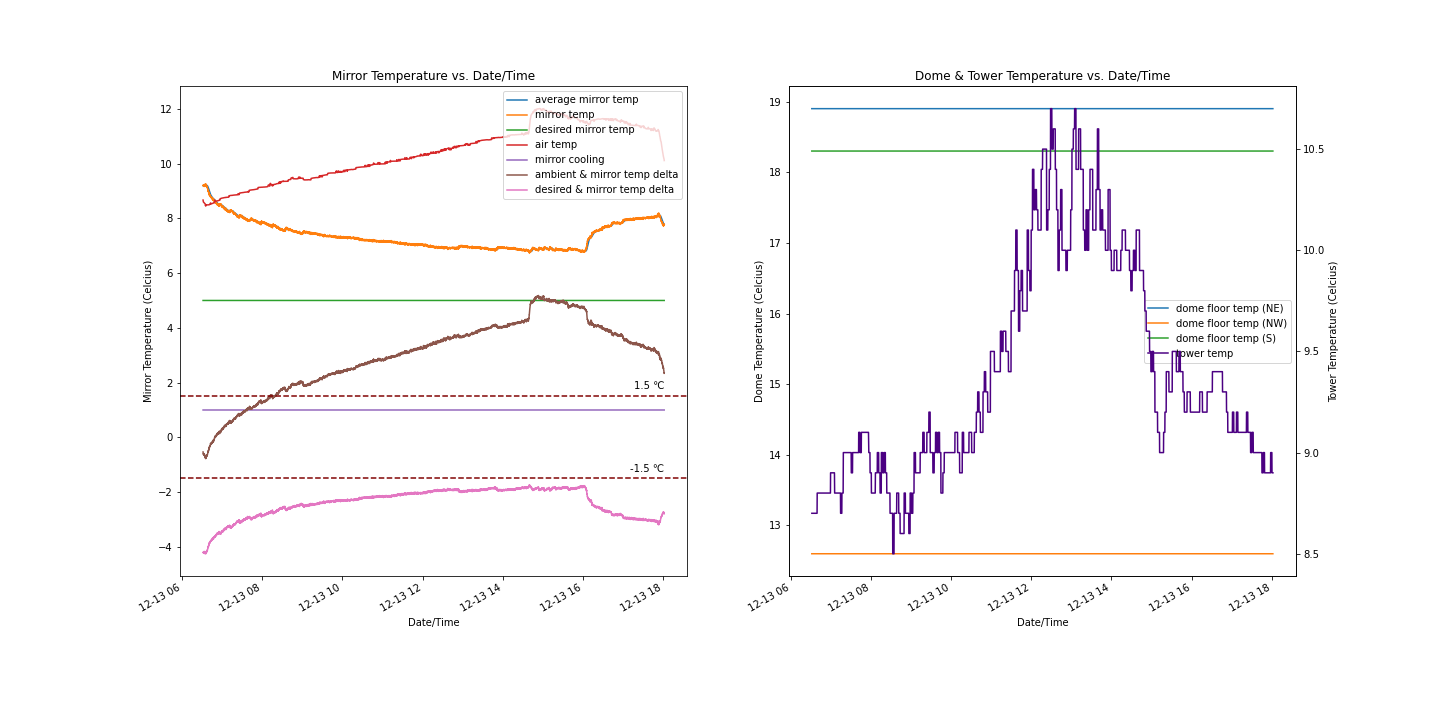 Mirror Temperature vs. Date/Time
Mirror Temperature (Celcius)
12
10
8
6
4
2
0
−2
−4
average mirror temp
mirror temp
desired mirror temp
air temp
mirror cooling
ambient & mirror temp delta
desired & mirror temp delta
1.5 °C
-1.5 °C
12-13 06
12-13 08
12-13 10
12-13 12
12-13 14
12-13 16
12-13 18
Date/Time
Dome & Tower Temperature vs. Date/Time
Dome Temperature (Celcius)
19
18
17
16
15
14
13
dome floor temp (NE)
dome floor temp (NW)
dome floor temp (S)
tower temp
10.5
10.0
9.5
9.0
8.5
Tower Temperature (Celcius)
12-13 06
12-13 08
12-13 10
12-13 12
12-13 14
12-13 16
12-13 18
Date/Time